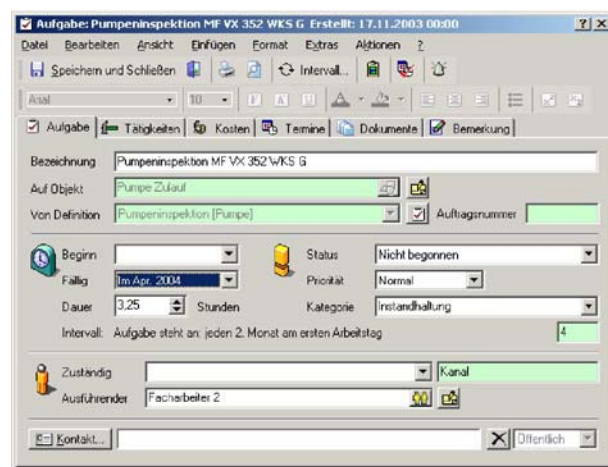 Aufgabe: Pumpeninspektion MF VX 352 WKS G Erstellt: 17.11.2003 00:00
Datei Bearbeiten Ansicht Einfügen Format Extras Aktionen ?
Speichern und Schließen Intervall...
Arial 10 F K U
Aufgabe Tätigkeiten Kosten Termine Dokumente Bemerkung
Bezeichnung Pumpeninspektion MF VX 352 WKS G
Auf Objekt Pumpe Zulauf
Von Definition Pumpeninspektion [Pumpe] Auftragsnummer
Beginn Status Nicht begonnen
Fällig Im Apr. 2004 Priorität Normal
Dauer 3,25 Stunden Kategorie Instandhaltung
Intervall: Aufgabe steht an: jeden 2. Monat am ersten Arbeitstag 4
Zuständig Kanal
Ausführender Facharbeiter 2
Kontakt... Öffentlich